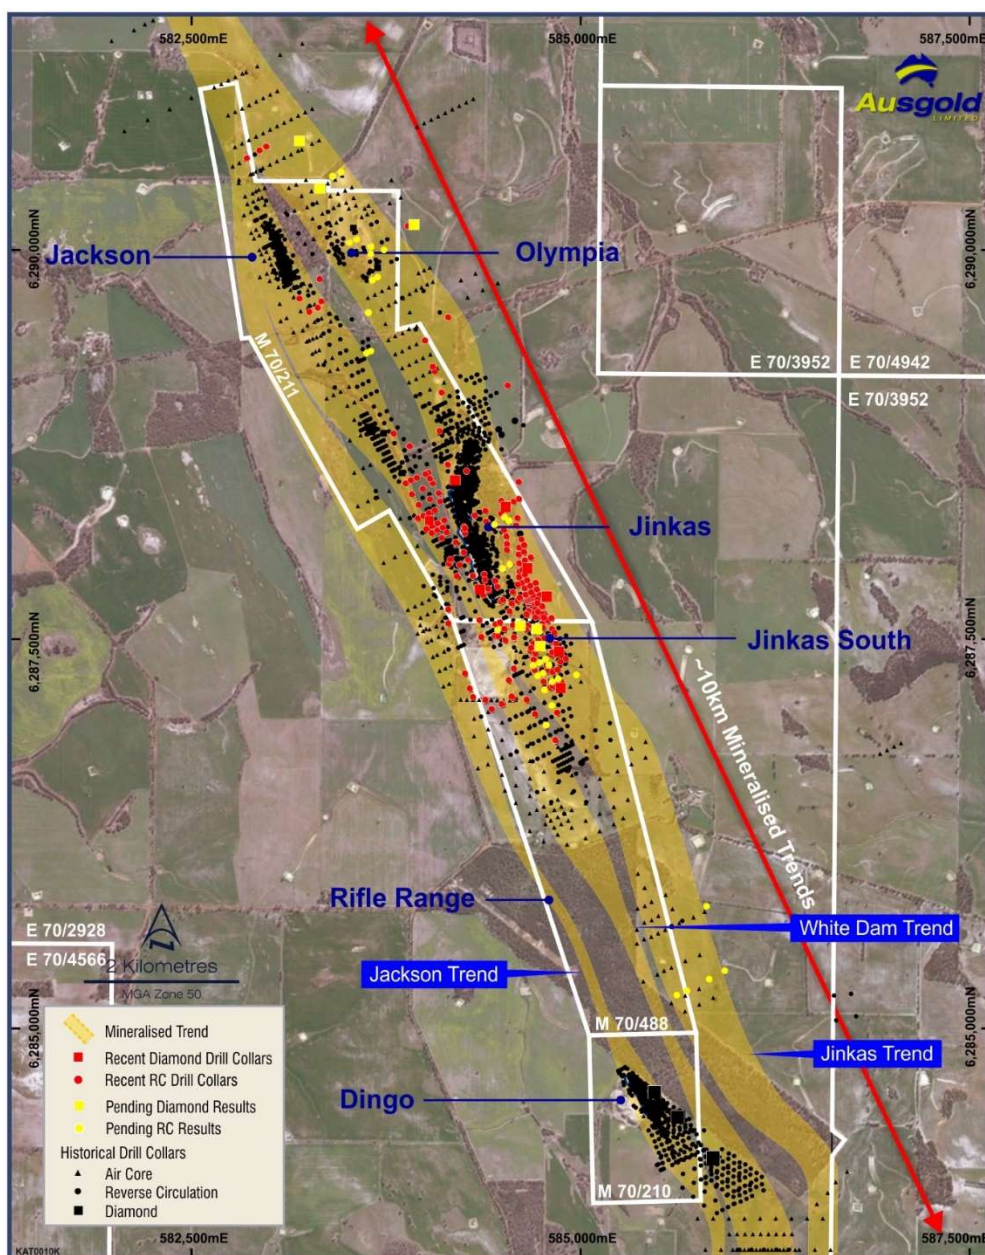 582,500mE
585,000mE
587,500mE
Ausgold
LIMITED
6,290,000mN
6,290,000mN
Jackson
Olympia
M 70/211
E 70/3952
E 70/4942
E 70/3952
Jinkas
Jinkas South
6,287,500mN
6,287,500mN
~10km Mineralised Trends
Rifle Range
White Dam Trend
E 70/2928
E 70/4566
2 Kilometres
MGA Zone 50
Jackson Trend
M 70/488
6,285,000mN
6,285,000mN
Jinkas Trend
Dingo
M 70/210
Mineralised Trend
Recent Diamond Drill Collars
Recent RC Drill Collars
Pending Diamond Results
Pending RC Results
Historical Drill Collars
Air Core
Reverse Circulation
Diamond
KAT0010K
582,500mE
585,000mE
587,500mE